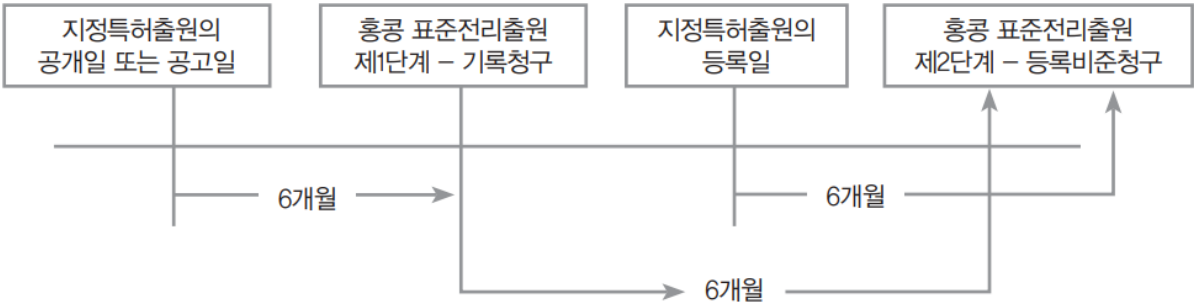 지정특허출원의
공개일 또는 공고일
홍콩 표준전리출원
제1단계 – 기록청구
지정특허출원의
등록일
홍콩 표준전리출원
제2단계 – 등록비준청구
6개월
6개월
6개월